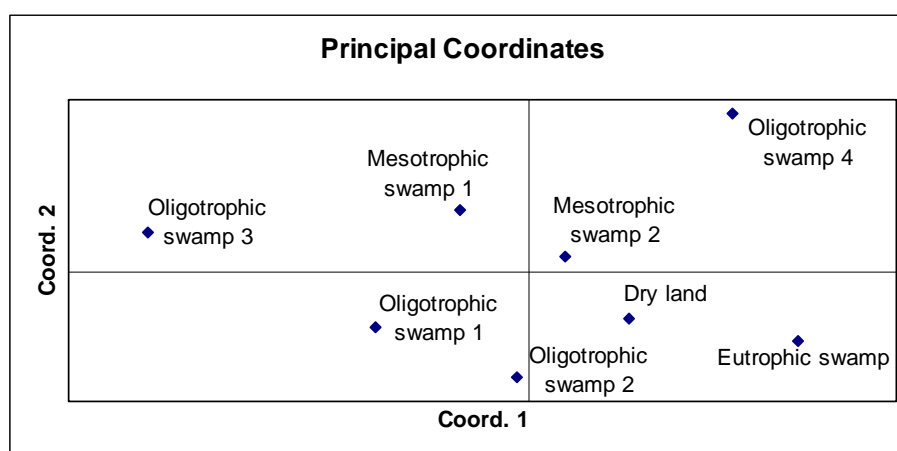 Principal Coordinates
Oligotrophic
swamp 4
Mesotrophic
swamp 1
Oligotrophic
swamp 3
Mesotrophic
swamp 2
Coord. 2
Dry land
Oligotrophic
swamp 1
Eutrophic swamp
Oligotrophic
swamp 2
Coord. 1